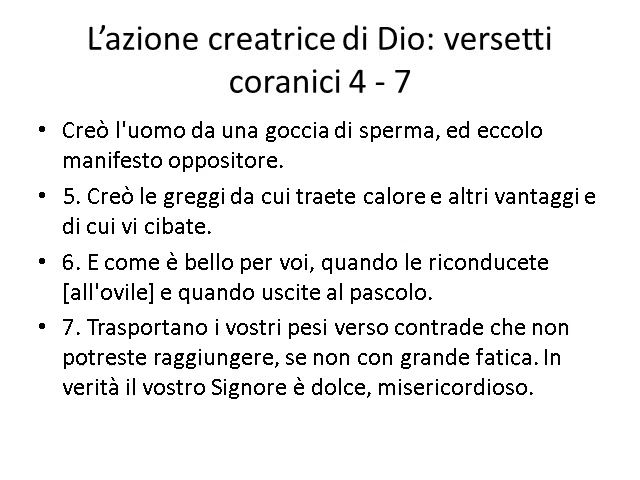 L’azione creatrice di Dio: versetti
coranici 4 - 7
• Creò l'uomo da una goccia di sperma, ed eccolo
manifesto oppositore.
• 5. Creò le greggi da cui traete calore e altri vantaggi e
di cui vi cibate.
• 6. E come è bello per voi, quando le riconducete
[all'ovile] e quando uscite al pascolo.
• 7. Trasportano i vostri pesi verso contrade che non
potreste raggiungere, se non con grande fatica. In
verità il vostro Signore è dolce, misericordioso.